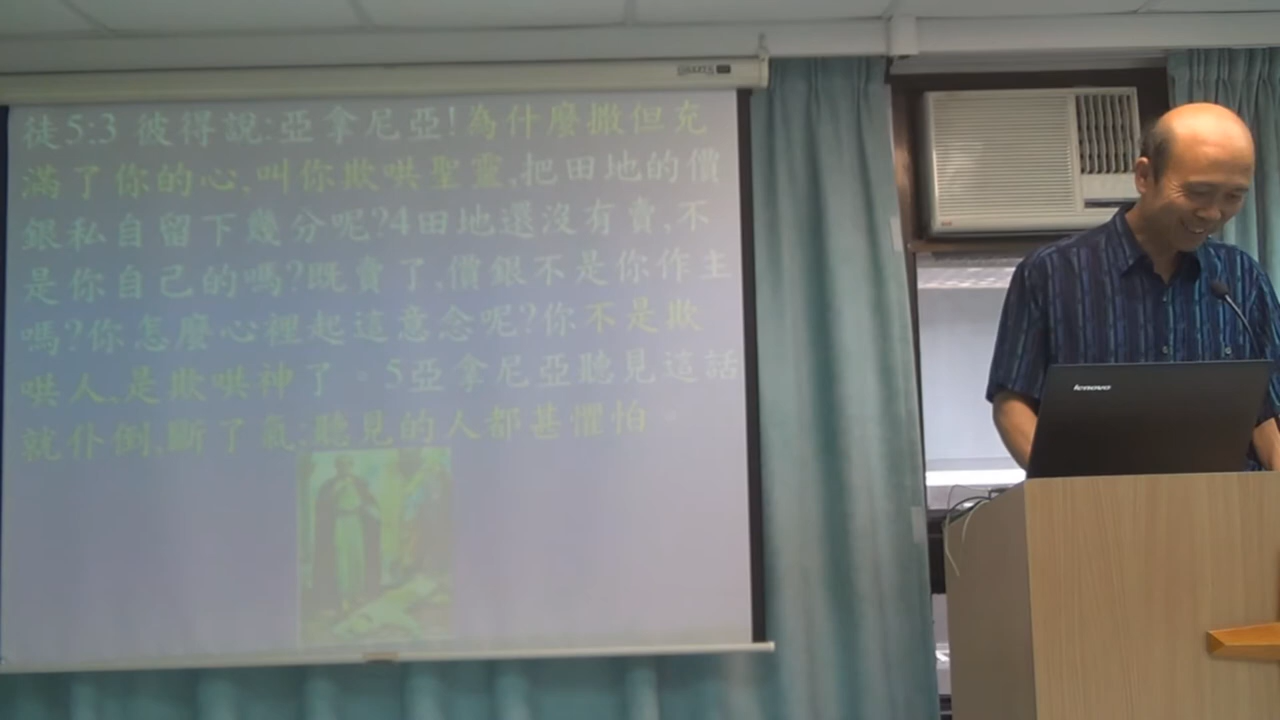 徒5:3 彼得說:亞拿尼亞!為什麼撒但充
滿了你的心,叫你欺哄聖靈,把田地的價
銀私自留下幾分呢?4田地還沒有賣,不
是你自己的嗎?既賣了,價銀不是你作主
嗎?你怎麼心裡起這意念呢?你不是欺
哄人,是欺哄神了。5亞拿尼亞聽見這話
就仆倒,斷了氣;聽見的人都甚懼怕。
lenovo